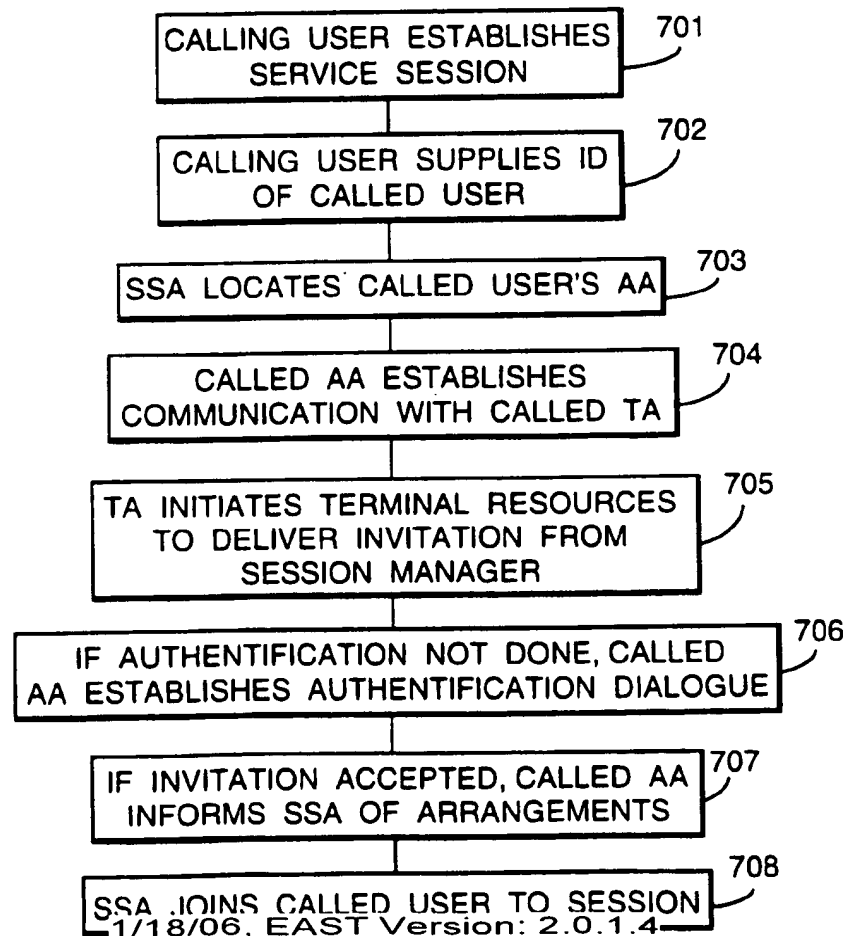 CALLING USER ESTABLISHES
SERVICE SESSION
701
CALLING USER SUPPLIES ID
OF CALLED USER
702
SSA LOCATES CALLED USER'S AA
703
CALLED AA ESTABLISHES
COMMUNICATION WITH CALLED TA
704
TA INITIATES TERMINAL RESOURCES
TO DELIVER INVITATION FROM
SESSION MANAGER
705
IF AUTHENTIFICATION NOT DONE, CALLED
AA ESTABLISHES AUTHENTIFICATION DIALOGUE
706
IF INVITATION ACCEPTED, CALLED AA
INFORMS SSA OF ARRANGEMENTS
707
SSA JOINS CALLED USER TO SESSION
708
1/18/06, EAST Version: 2.0.1.4